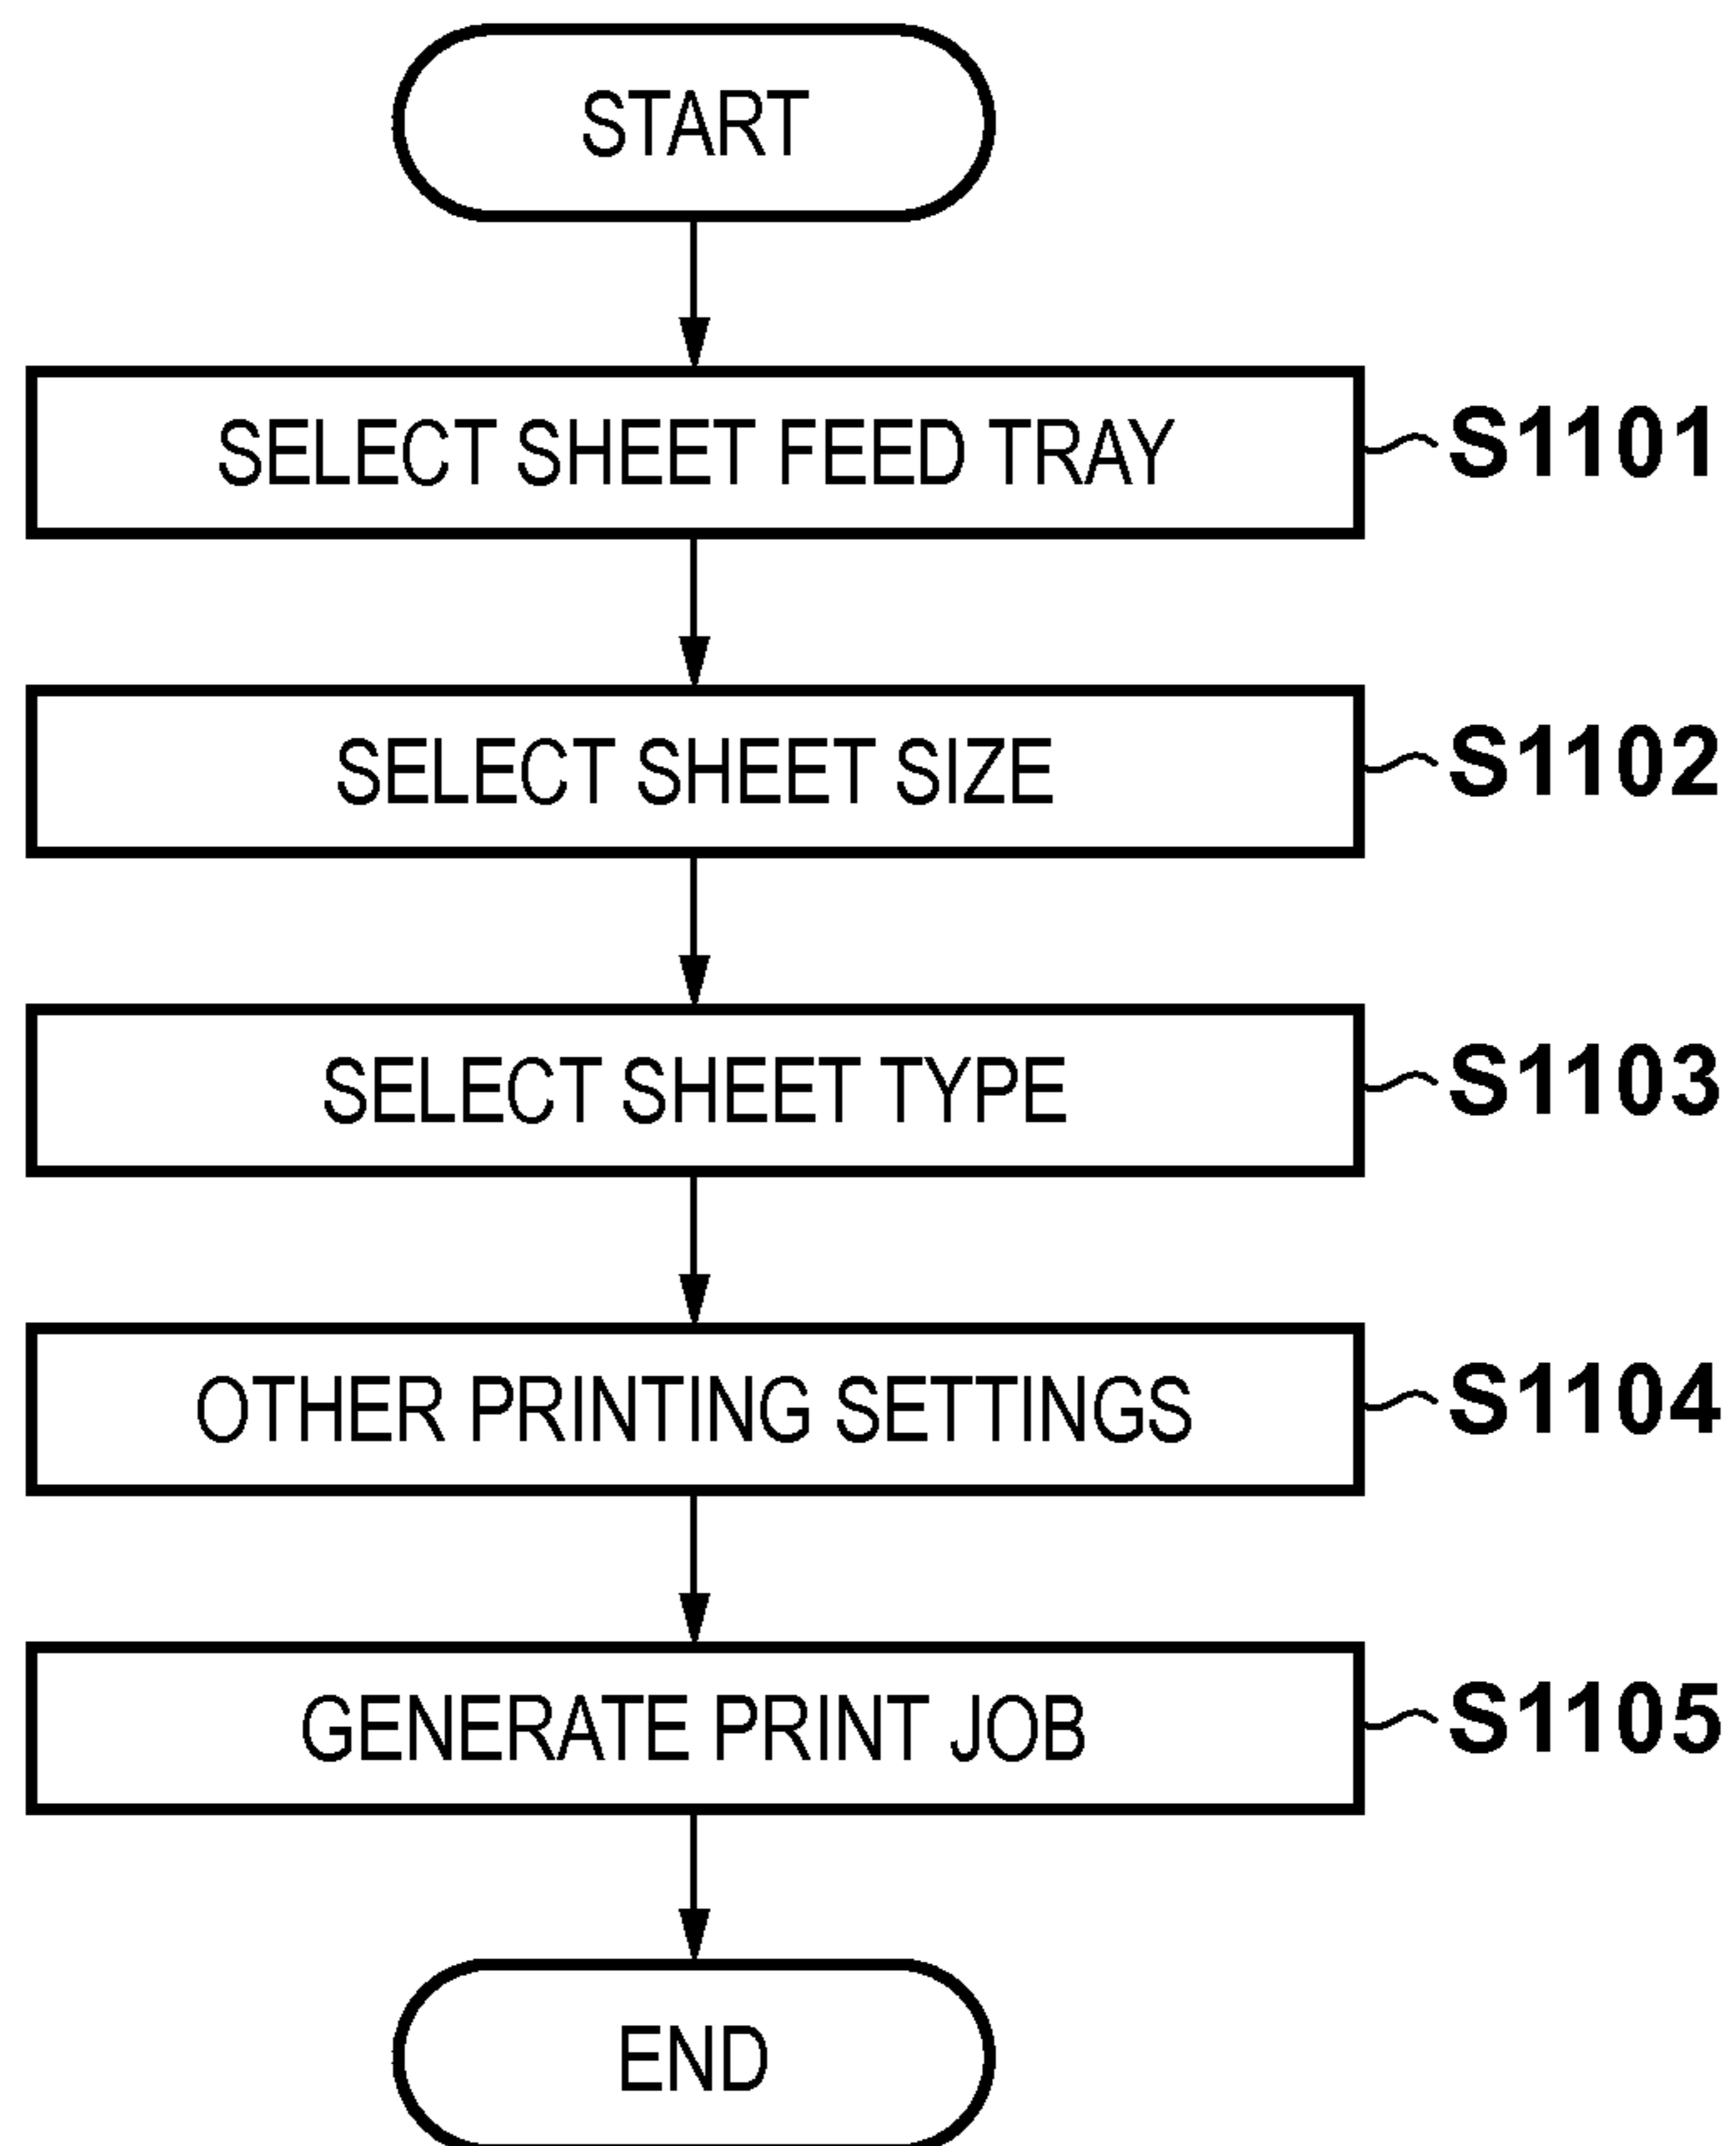 START
SELECT SHEET FEED TRAY S1101
SELECT SHEET SIZE S1102
SELECT SHEET TYPE S1103
OTHER PRINTING SETTINGS S1104
GENERATE PRINT JOB S1105
END